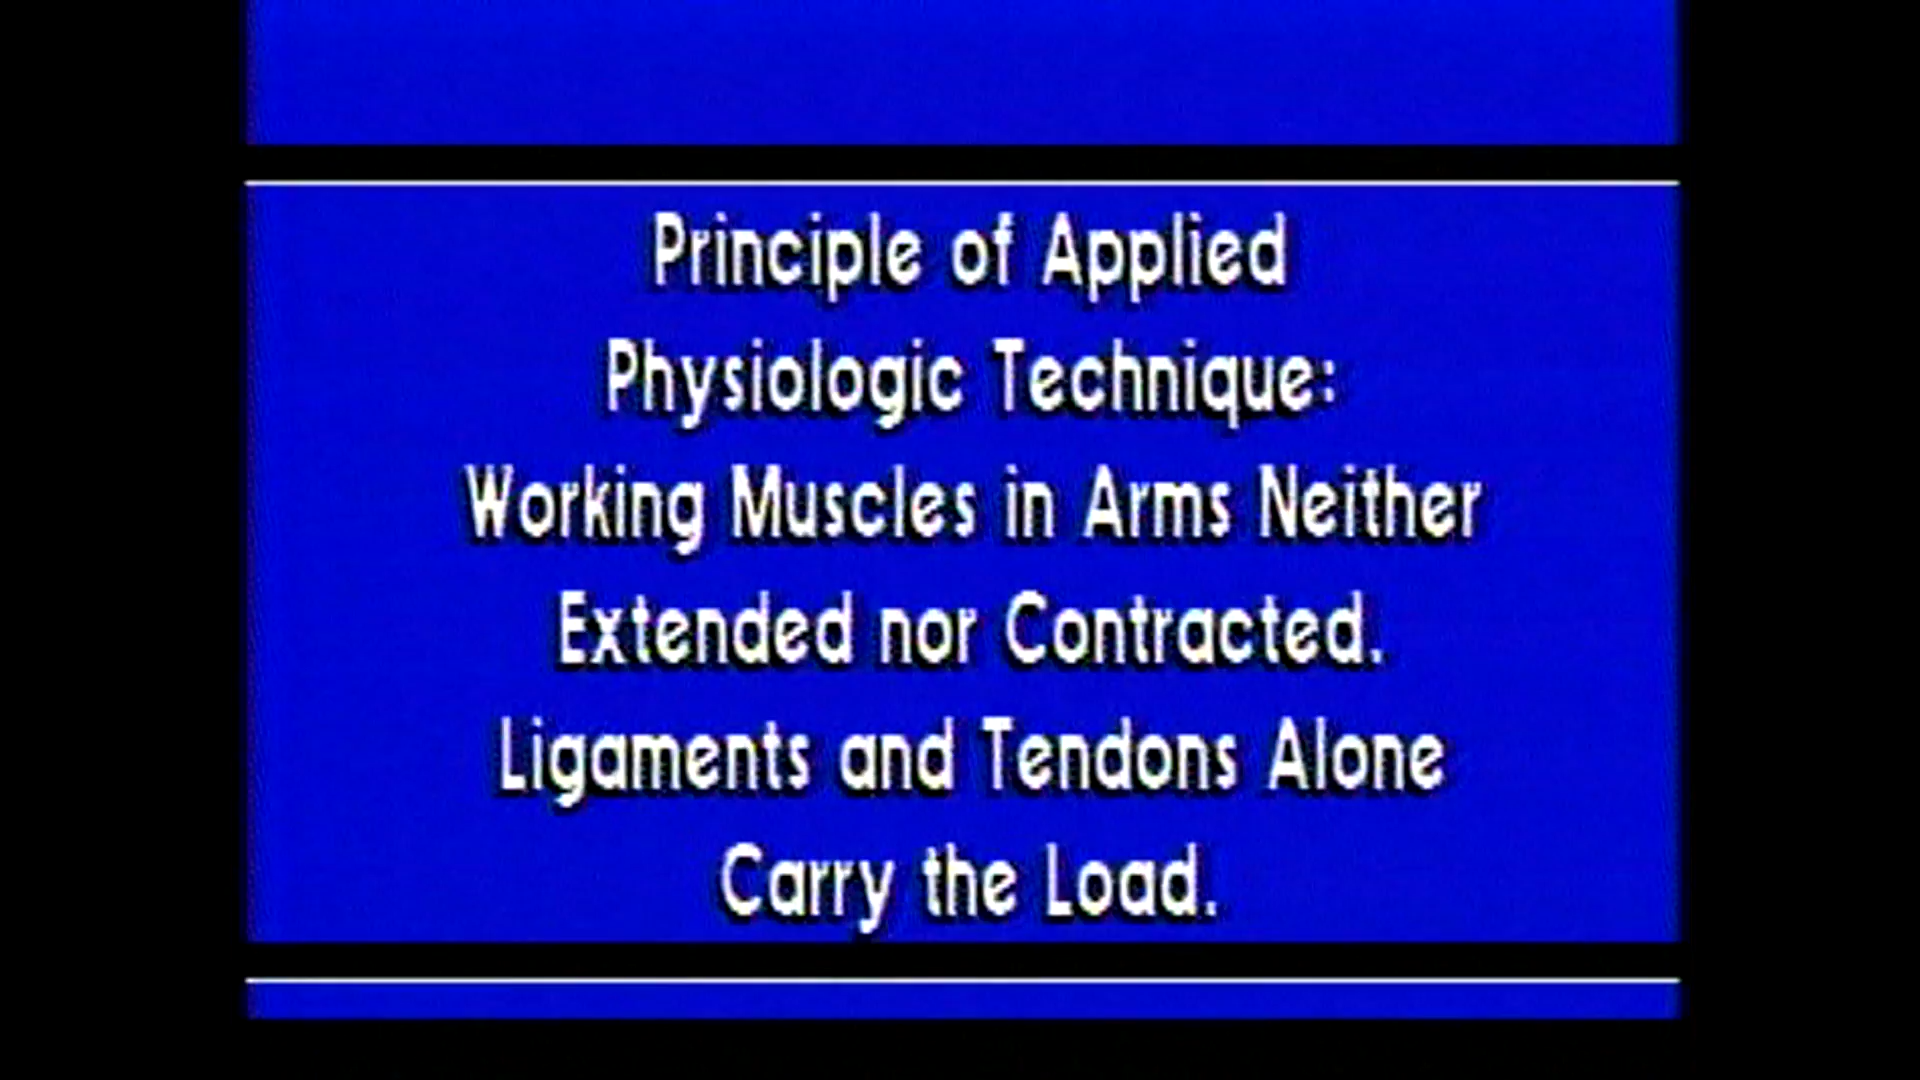 Principle of Applied
Physiologic Technique:
Working Muscles in Arms Neither
Extended nor Contracted.
Ligaments and Tendons Alone
Carry the Load.